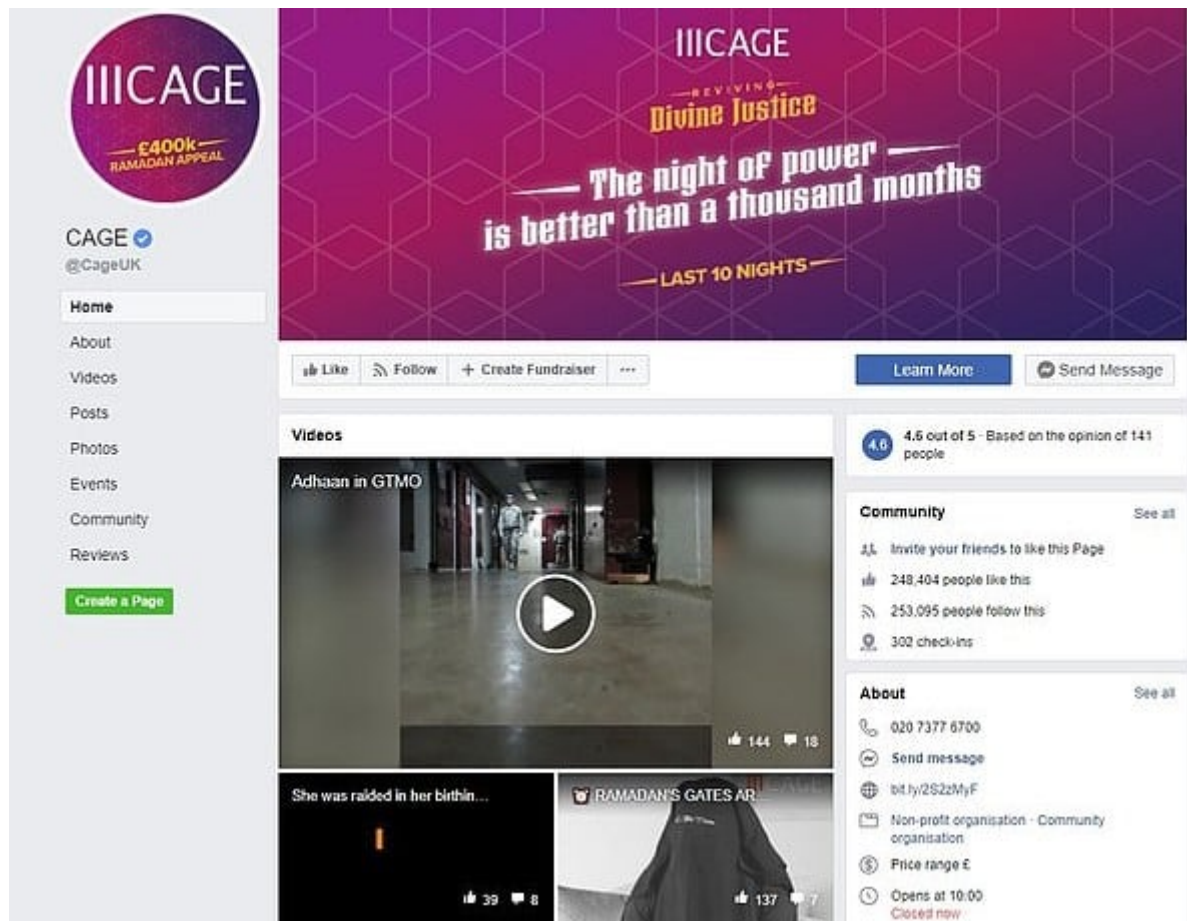 IIICAGE
£400k
RAMADAN APPEAL
CAGE
@CageUK
Home
About
Videos
Posts
Photos
Events
Community
Reviews
Create a Page
IIICAGE
REVIVING
Divine Justice
The night of power
is better than a thousand months
LAST 10 NIGHTS
Like
Follow
+ Create Fundraiser
...
Learn More
Send Message
Videos
Adhaan in GTMO
144
18
She was raided in her birthin...
39
8
RAMADAN'S GATES AR...
137
7
4.6
4.6 out of 5 · Based on the opinion of 141
people
Community
See all
Invite your friends to like this Page
248,404 people like this
253,095 people follow this
302 check-ins
About
See all
020 7377 6700
Send message
bit.ly/2S2zMyF
Non-profit organisation · Community
organisation
Price range £
Opens at 10:00
Closed now